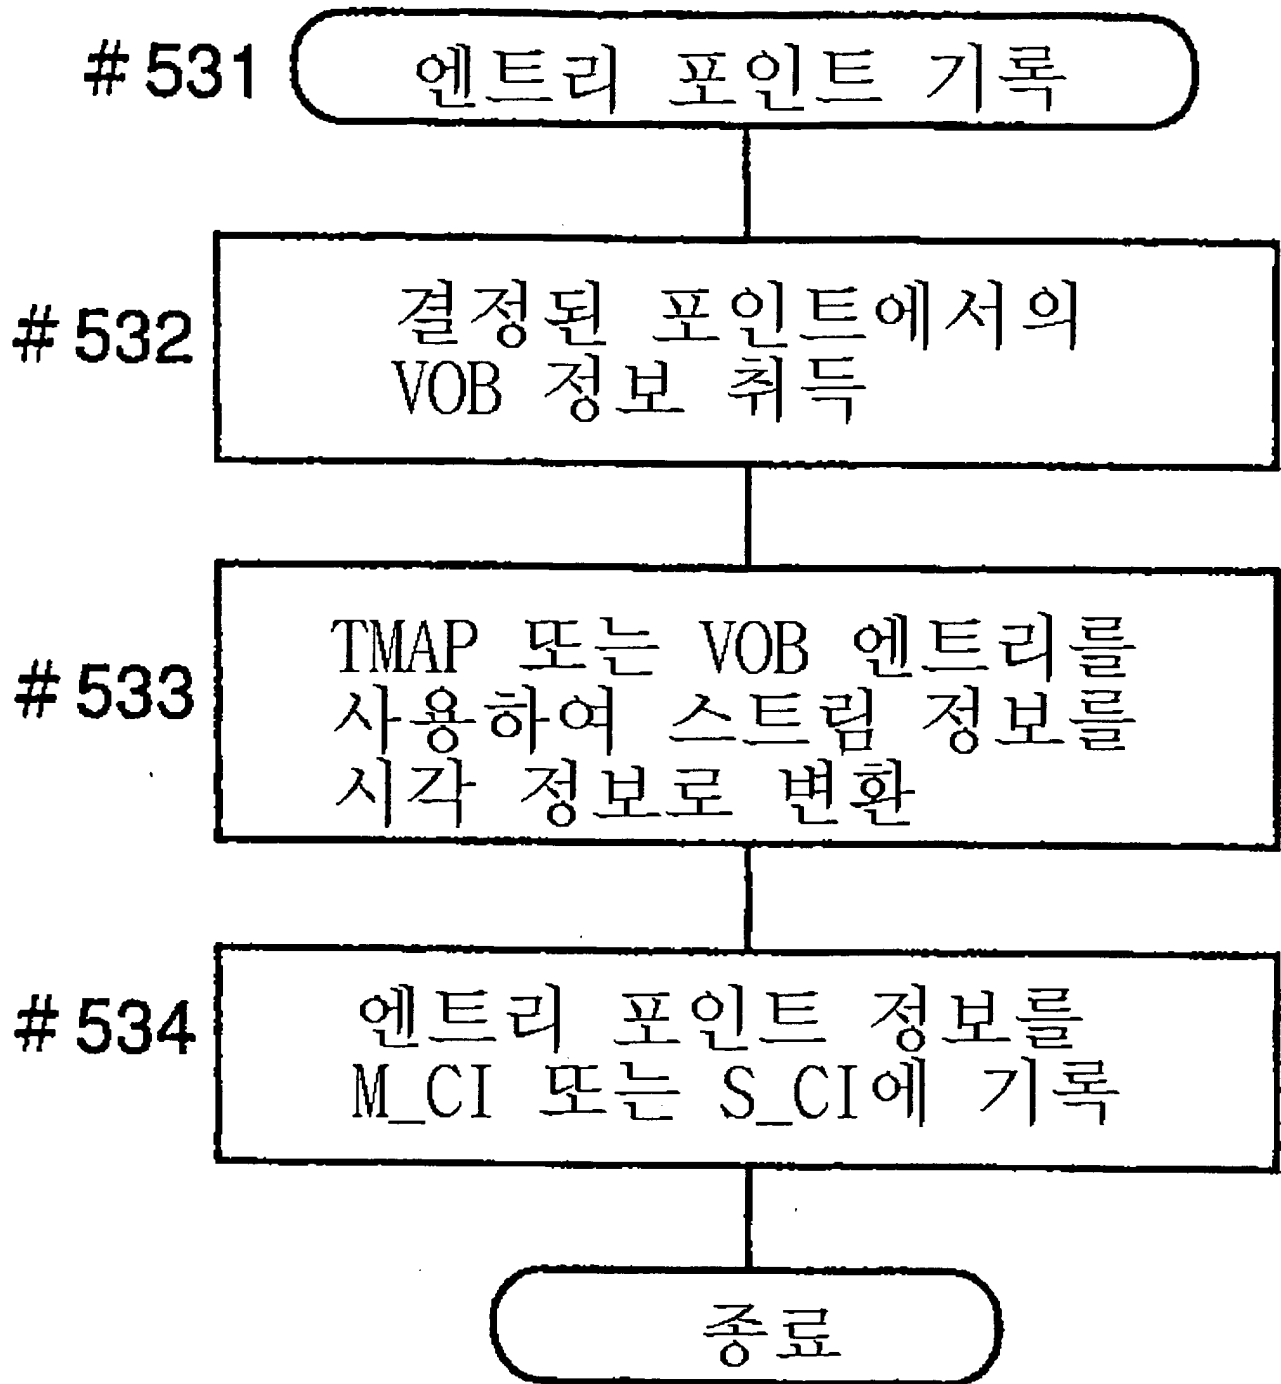 #531 엔트리 포인트 기록
#532 결정된 포인트에서의
VOB 정보 취득
TMAP 또는 VOB 엔트리를
#533 사용하여 스트림 정보를
시각 정보로 변환
#534 엔트리 포인트 정보를
M_CI 또는 S_CI에 기록
종료